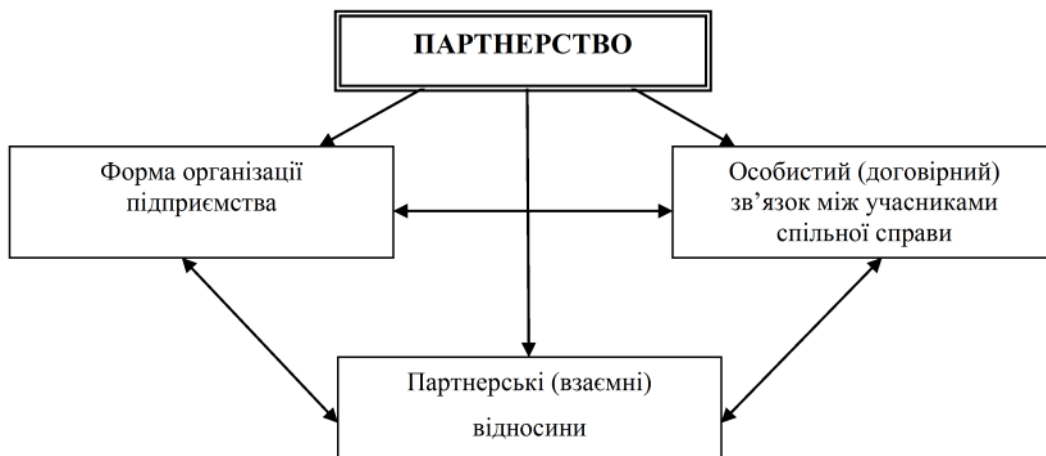 ПАРТНЕРСТВО
Форма організації
підприємства
Особистий (договірний)
зв’язок між учасниками
спільної справи
Партнерські (взаємні)
відносини